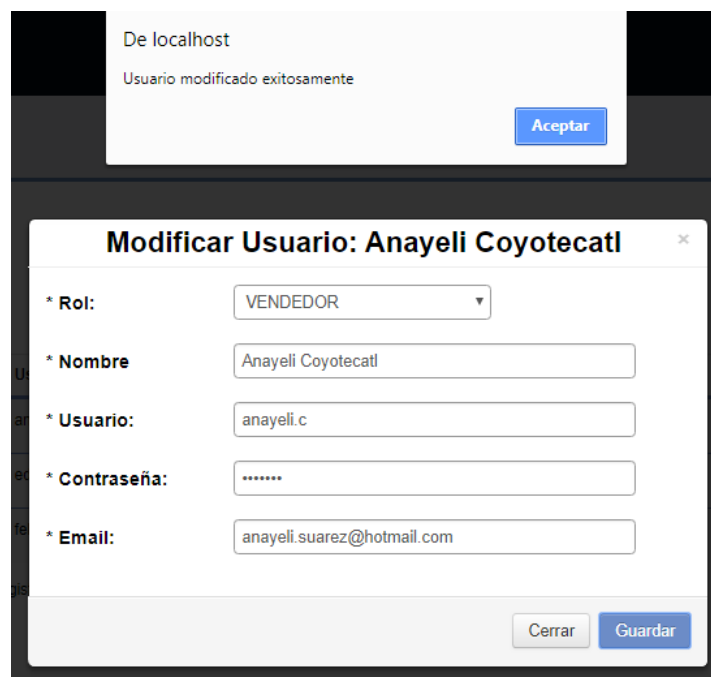 De localhost
Usuario modificado exitosamente
Aceptar
Modificar Usuario: Anayeli Coyotecatl ×
* Rol: VENDEDOR
* Nombre Anayeli Coyotecatl
* Usuario: anayeli.c
* Contraseña: •••••••
* Email: anayeli.suarez@hotmail.com
Cerrar Guardar